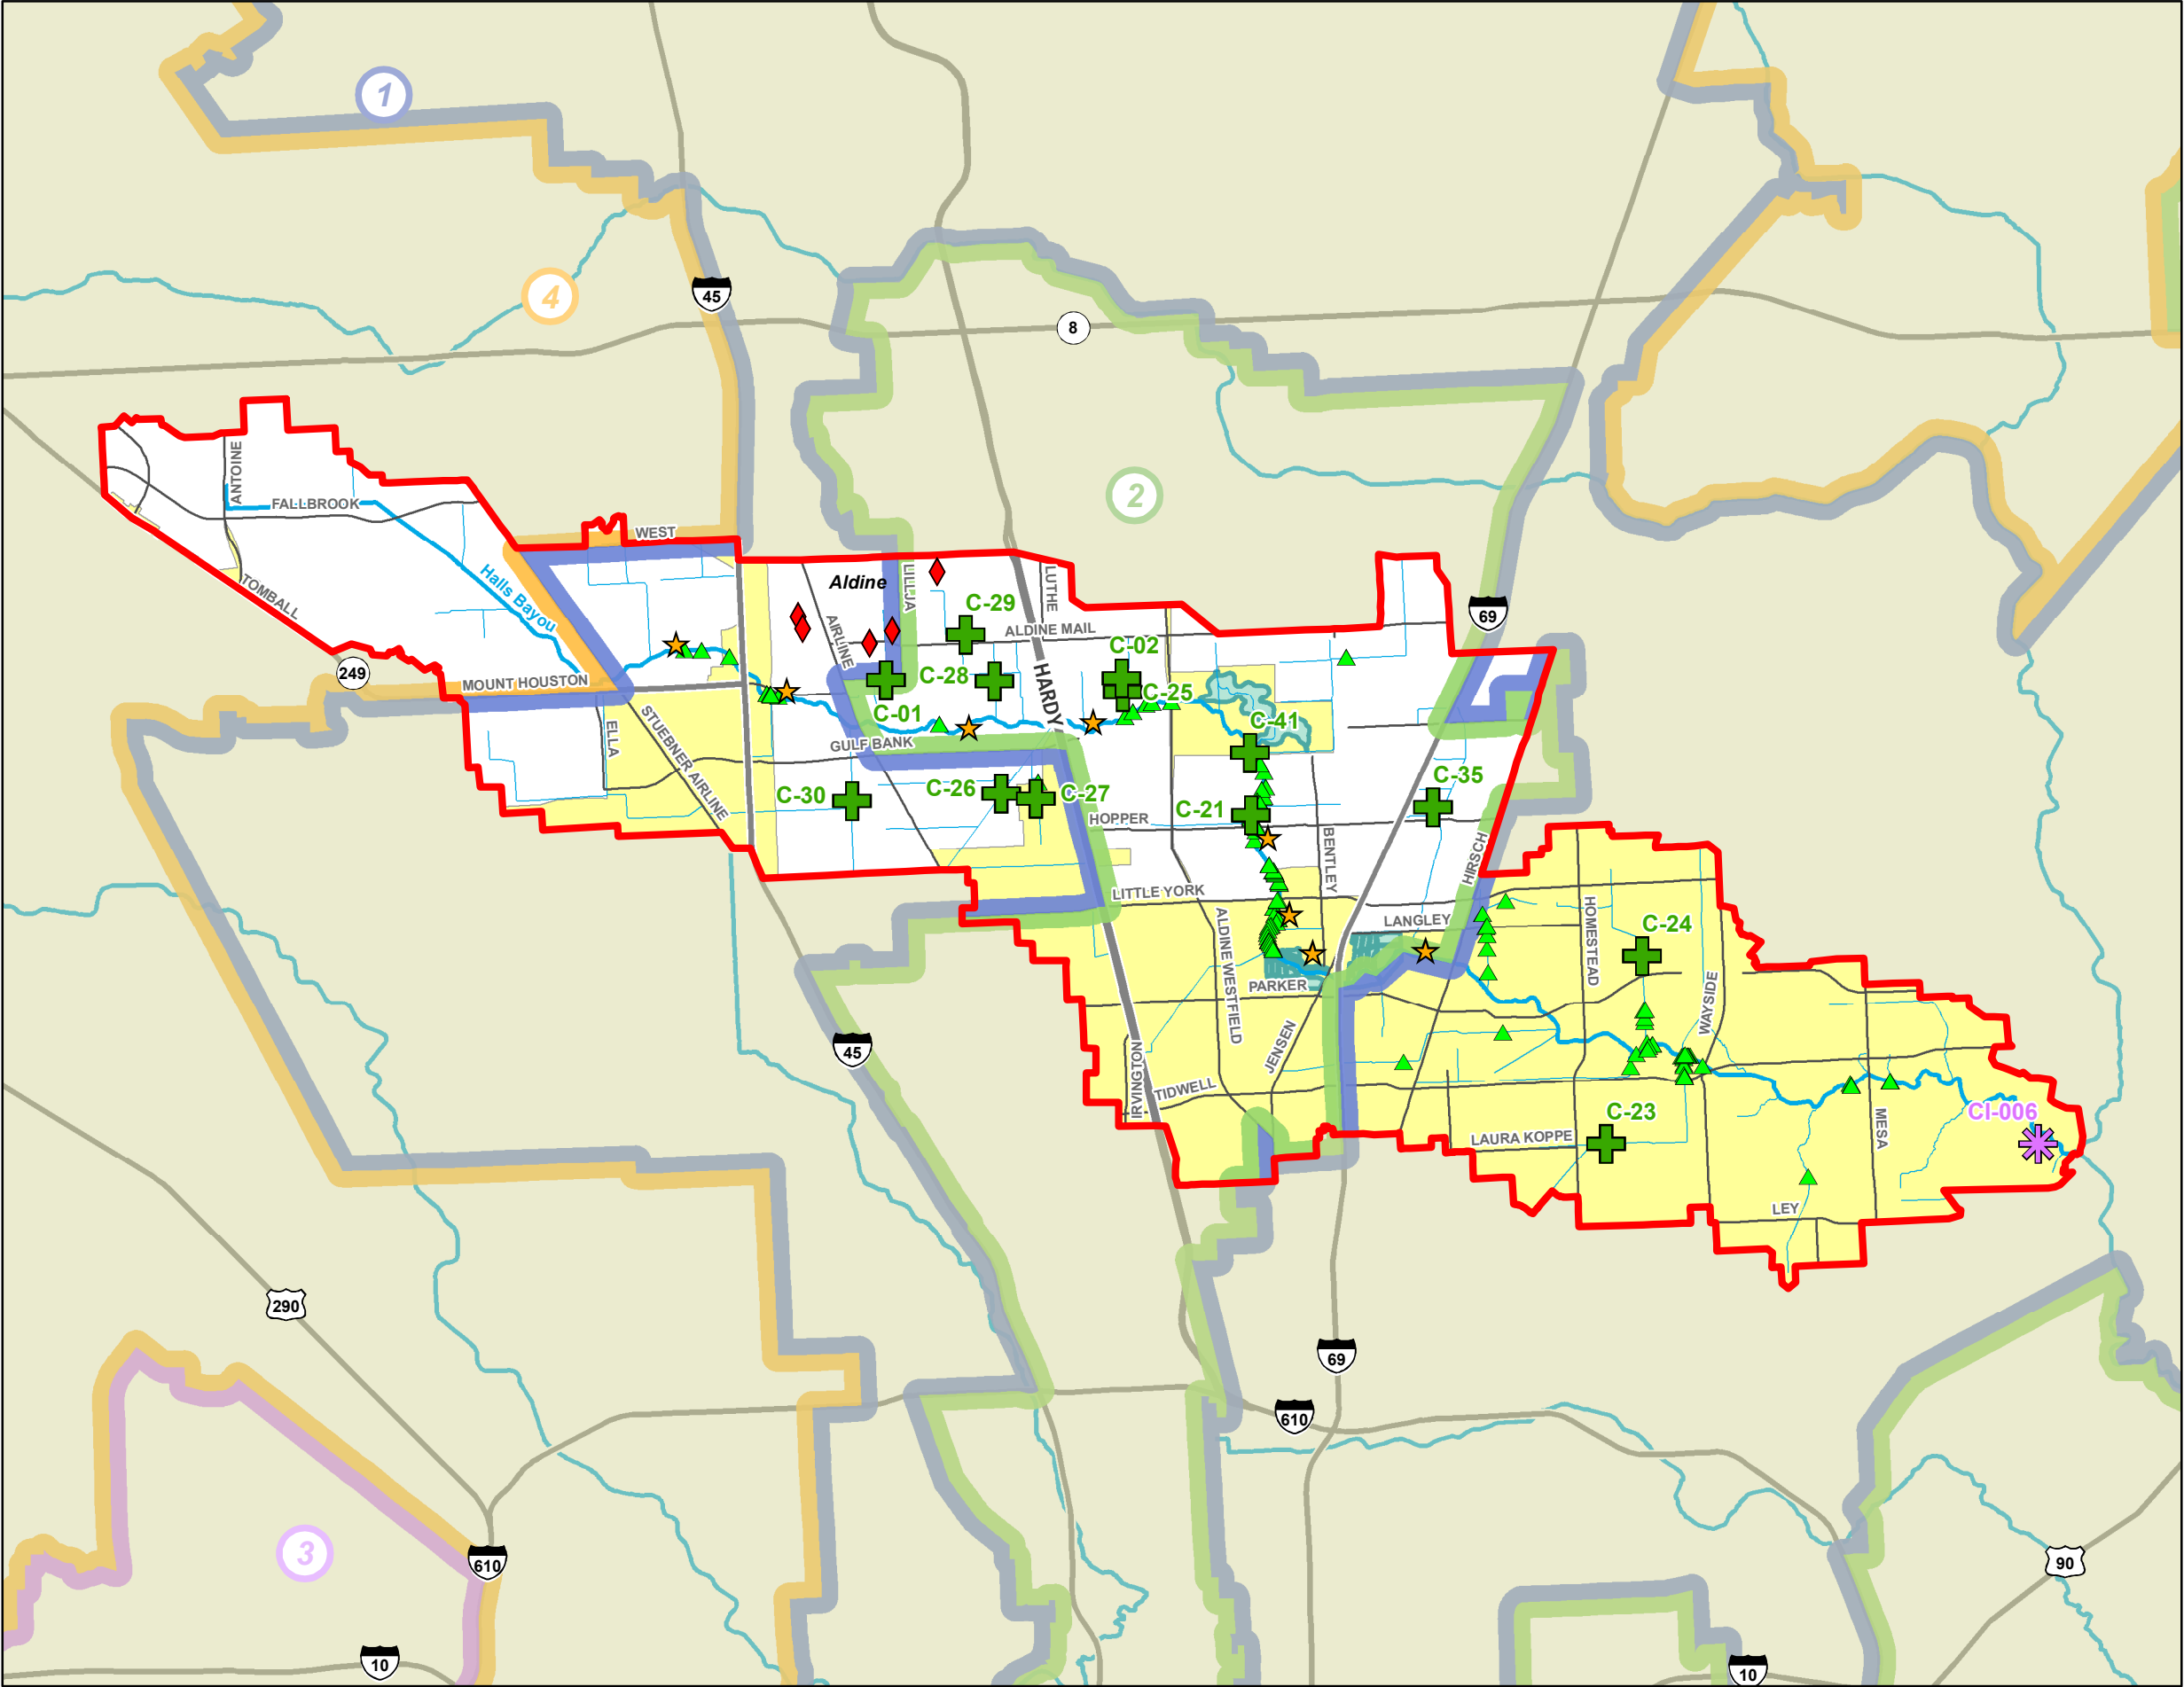 1
4
45
8
2
ANTOINE
FALLBROOK
WEST
Halls Bayou
TOMBALL
249
MOUNT HOUSTON
ELLA
STUEBNER AIRLINE
Aldine
LILLJA
AIRLINE
LUTHE
C-29
ALDINE MAIL
C-02
C-28
HARDY
C-25
C-01
C-41
GULF BANK
69
C-30
C-26
C-27
C-35
C-21
HOPPER
BENTLEY
HIRSCH
LITTLE YORK
LANGLEY
ALDINE WESTFIELD
HOMESTEAD
C-24
PARKER
WAYSIDE
JENSEN
45
IRVINGTON
TIDWELL
C-23
LAURA KOPPE
MESA
CI-006
LEY
290
69
610
3
610
90
10
10